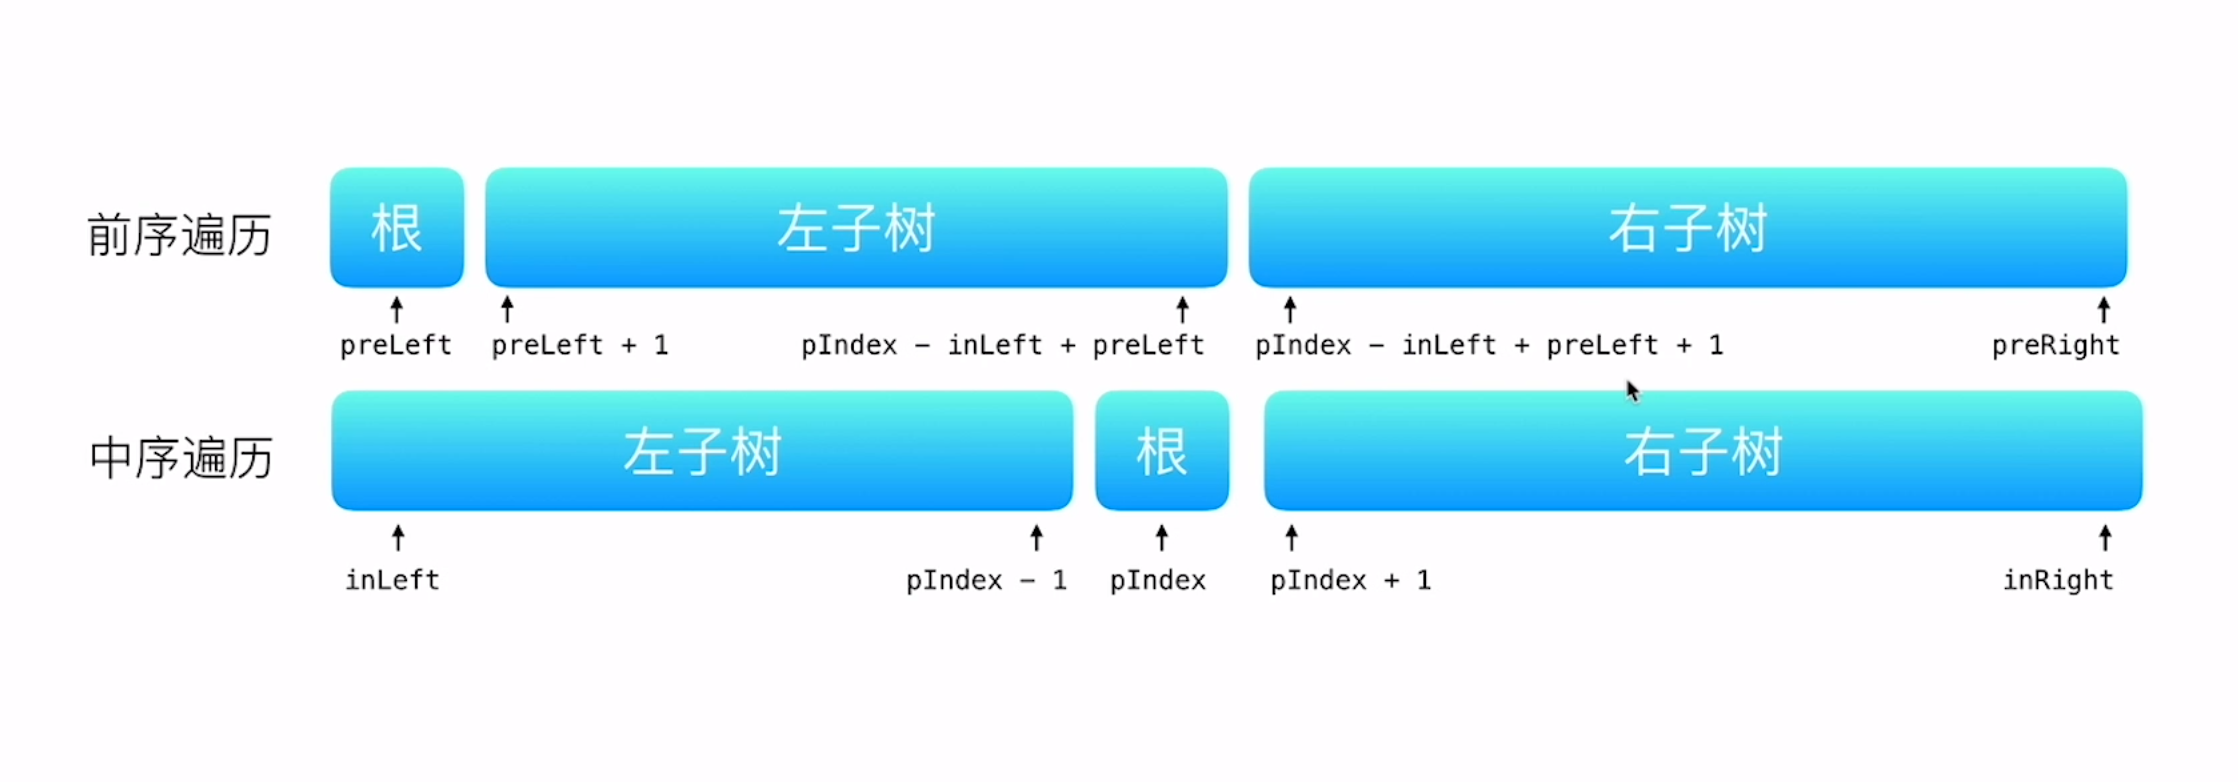 前序遍历 根 左子树 右子树
preLeft preLeft + 1 pIndex − inLeft + preLeft pIndex − inLeft + preLeft + 1 preRight
中序遍历 左子树 根 右子树
inLeft pIndex − 1 pIndex pIndex + 1 inRight